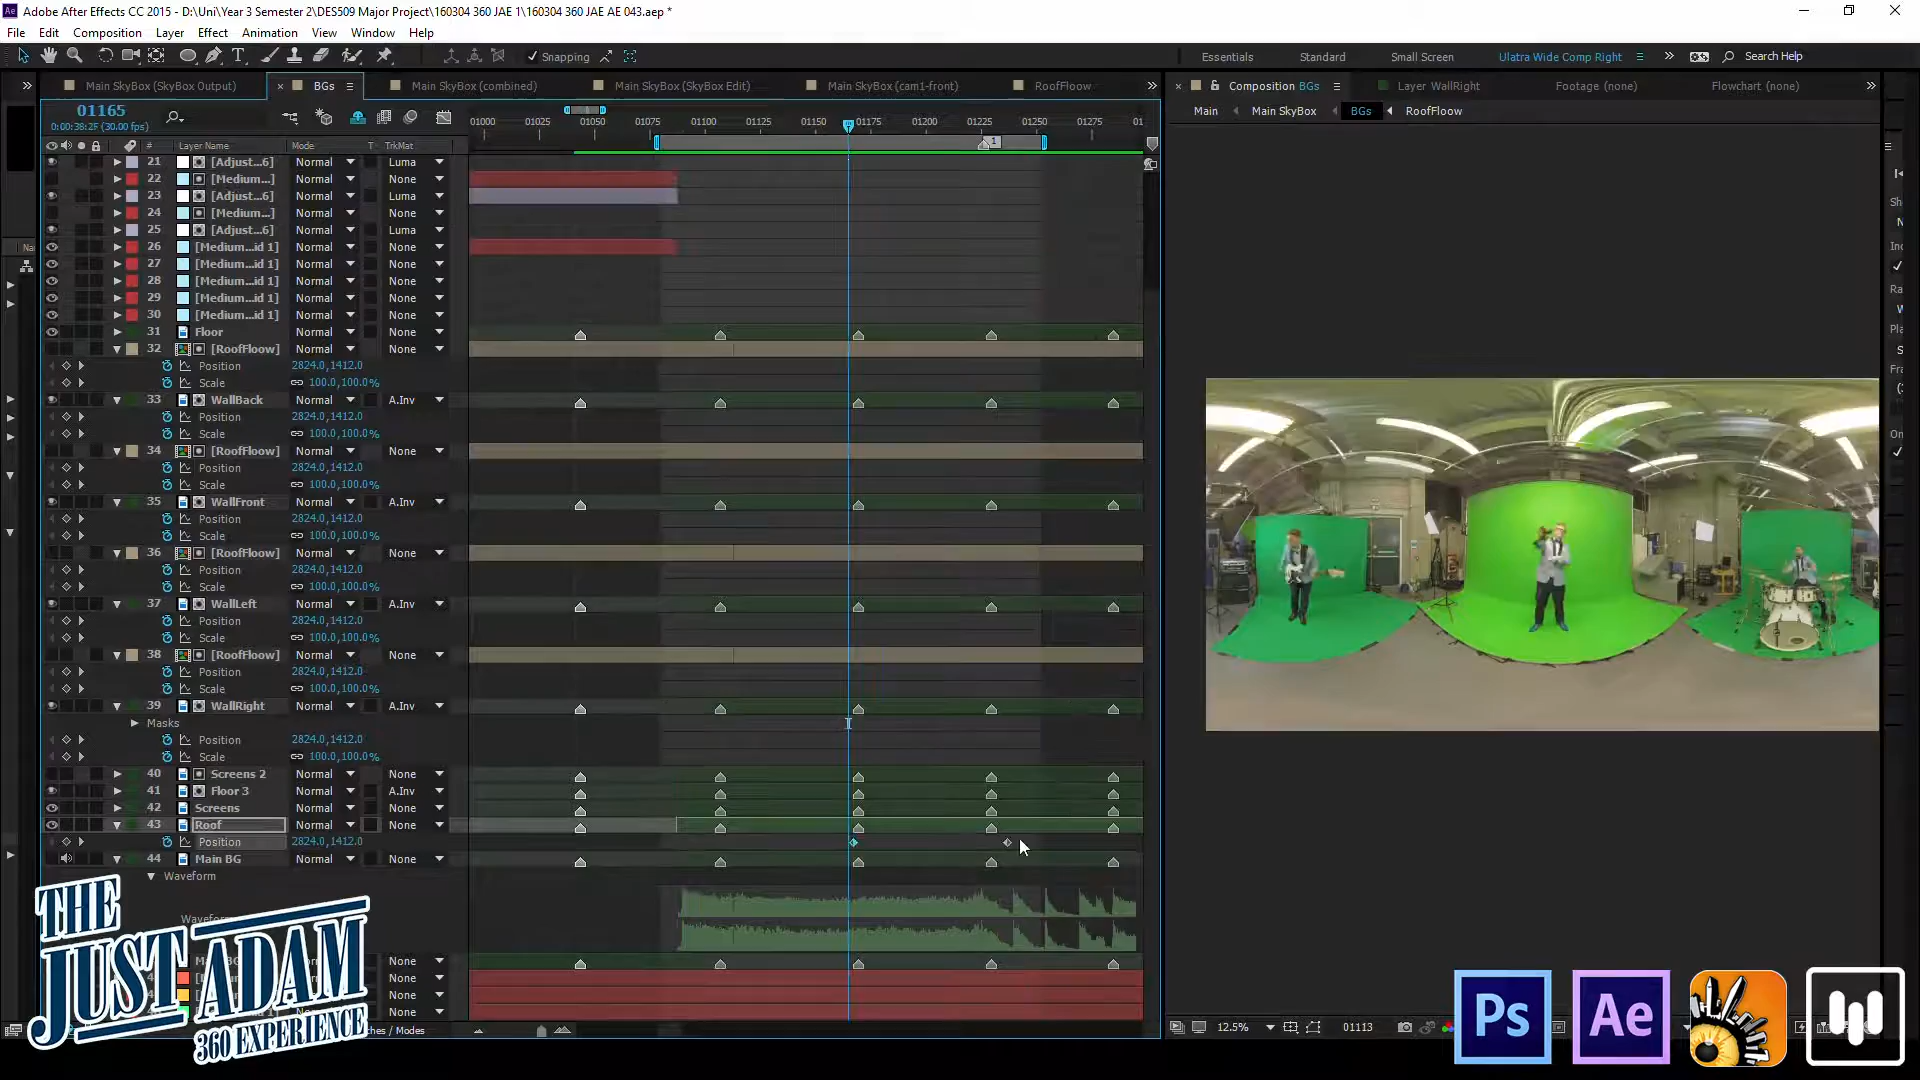 Adobe After Effects CC 2015 - D:\Uni\Year 3 Semester 2\DES509 Major Project\160304 360 JAE 1\160304 360 JAE AE 043.aep *
File Edit Composition Layer Effect Animation View Window Help
Snapping Essentials Standard Small Screen Ulatra Wide Comp Right Search Help
Main SkyBox (SkyBox Output) BGs Main SkyBox (combined) Main SkyBox (SkyBox Edit) Main SkyBox (cam1-front) RoofFloow
Composition BGs Layer WallRight Footage (none) Flowchart (none)
Main Main SkyBox BGs RoofFloow
01165
0:00:38:25 (30.00 fps)
01000 01025 01050 01075 01100 01125 01150 01175 01200 01225 01250 01275 01
# Layer Name Mode T TrkMat
1
21 [Adjust...6] Normal Luma
22 [Medium...] Normal None
23 [Adjust...6] Normal Luma
24 [Medium...] Normal None
25 [Adjust...6] Normal Luma
26 [Medium...id 1] Normal None
27 [Medium...id 1] Normal None
28 [Medium...id 1] Normal None
29 [Medium...id 1] Normal None
30 [Medium...id 1] Normal None
31 Floor Normal None
32 [RoofFloow] Normal None
Position 2824.0,1412.0
Scale 100.0,100.0%
33 WallBack Normal A.Inv
Position 2824.0,1412.0
Scale 100.0,100.0%
34 [RoofFloow] Normal None
Position 2824.0,1412.0
Scale 100.0,100.0%
35 WallFront Normal A.Inv
Position 2824.0,1412.0
Scale 100.0,100.0%
36 [RoofFloow] Normal None
Position 2824.0,1412.0
Scale 100.0,100.0%
37 WallLeft Normal A.Inv
Position 2824.0,1412.0
Scale 100.0,100.0%
38 [RoofFloow] Normal None
Position 2824.0,1412.0
Scale 100.0,100.0%
39 WallRight Normal A.Inv
Masks
Position 2824.0,1412.0
Scale 100.0,100.0%
40 Screens 2 Normal None
41 Floor 3 Normal A.Inv
42 Screens Normal None
43 Roof Normal None
Position 2824.0,1412.0
44 Main BG Normal None
Waveform
None
None
None
None
12.5% 01113
THE
JUST ADAM
360 EXPERIENCE
Ps Ae